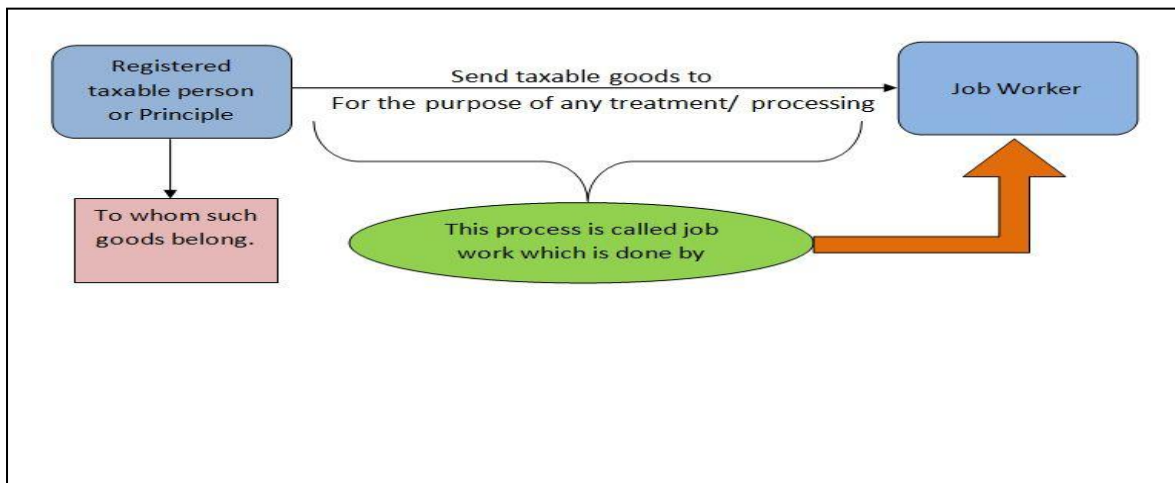 Registered
taxable person
or Principle
Send taxable goods to
For the purpose of any treatment/ processing
Job Worker
To whom such
goods belong.
This process is called job
work which is done by